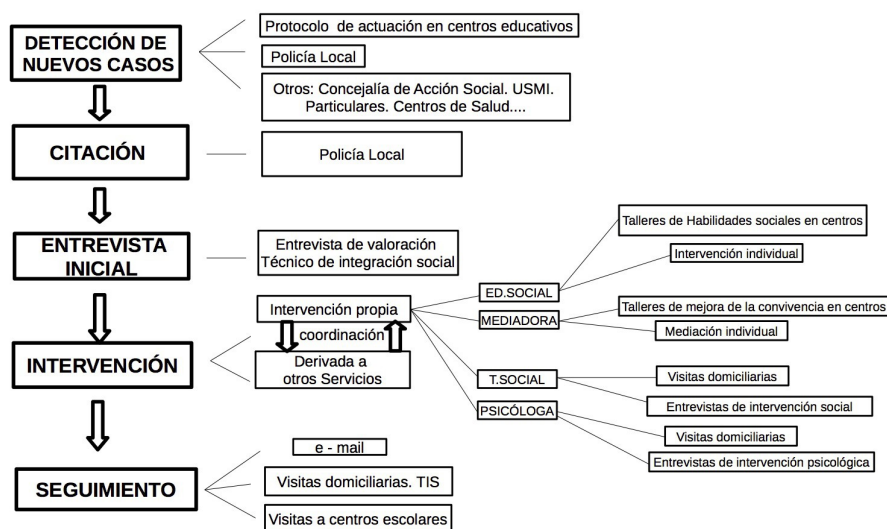 DETECCIÓN DE
NUEVOS CASOS
Protocolo de actuación en centros educativos
Policía Local
Otros: Concejalía de Acción Social. USMI.
Particulares. Centros de Salud....
CITACIÓN
Policía Local
ENTREVISTA
INICIAL
Entrevista de valoración
Técnico de integración social
INTERVENCIÓN
Intervención propia
coordinación
Derivada a
otros Servicios
ED.SOCIAL
Talleres de Habilidades sociales en centros
Intervención individual
MEDIADORA
Talleres de mejora de la convivencia en centros
Mediación individual
T.SOCIAL
Visitas domiciliarias
Entrevistas de intervención social
PSICÓLOGA
Visitas domiciliarias
Entrevistas de intervención psicológica
SEGUIMIENTO
e - mail
Visitas domiciliarias. TIS
Visitas a centros escolares